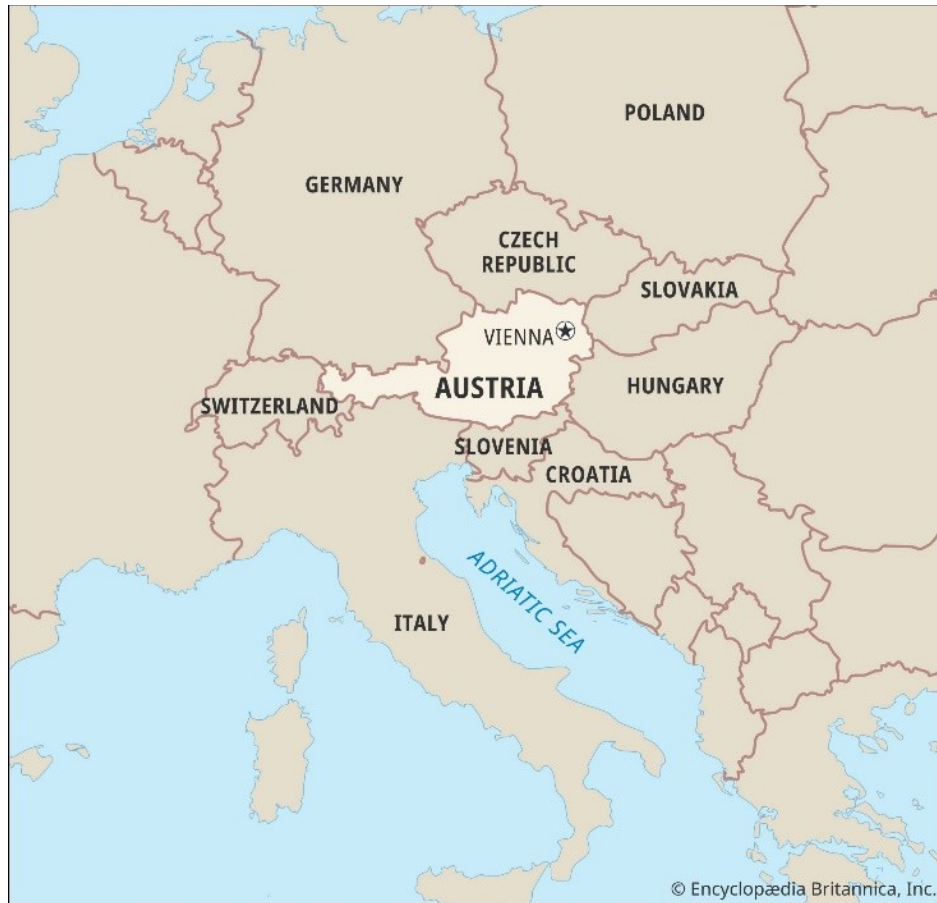 POLAND
GERMANY
CZECH
REPUBLIC
SLOVAKIA
VIENNA
AUSTRIA
HUNGARY
SWITZERLAND
SLOVENIA
CROATIA
ADRIATIC SEA
ITALY
© Encyclopædia Britannica, Inc.